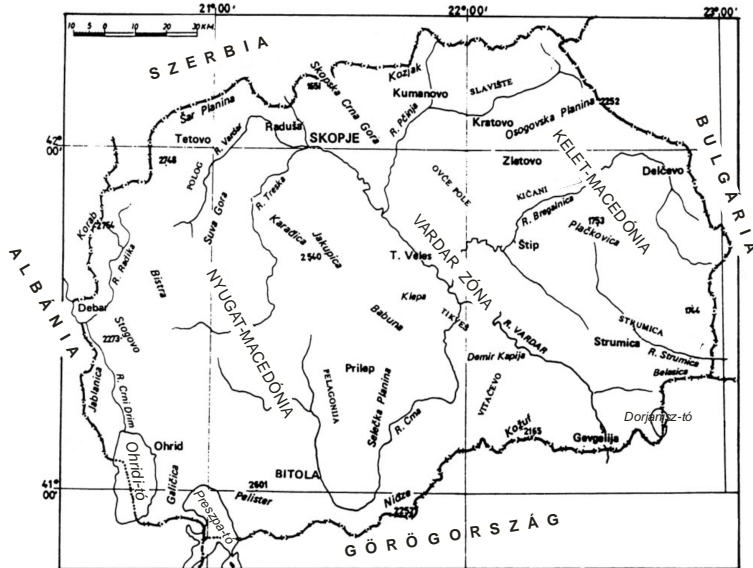 21°00' 22°00' 23°00'
10 5 0 10 20 30 KM.
SZERBIA
Kozjak
Kumanovo
SLAVIŠTE
Šar Planina
1651
Skopska Crna Gora
R. Pčinja
Kratovo
Osogovska Planina
2252
BULGÁRIA
Raduša
Tetovo
R. Vardar
SKOPJE
42°
00'
2748
POLOG
R. Treska
OVČE POLE
Zletovo
KELET-MACEDÓNIA
Delčevo
KIČANI
R. Bregalnica
1753
Plačkovica
Suva Gora
Karadjica
Jakupica
2540
VARDAR ZÓNA
Štip
Korab
2764
R. Radika
Bistra
T. Veles
ALBÁNIA
NYUGAT-MACEDÓNIA
Klepa
TIKVEŠ
Babuna
R. VARDAR
1744
Debar
Stogovo
2273
STRUMICA
Strumica
R. Strumica
Belasica
Demir Kapija
Prilep
PELAGONIJA
Selečka Planina
VITAČEVO
Jablanica
R. Crni Drim
R. Crna
Dorjánisz-tó
Kožuf
2165
Gevgelija
Ohrid
Ohridi-tó
Galičica
BITOLA
41°
00'
2601
Pelister
Preszpa-tó
Nidže
2252
GÖRÖGORSZÁG